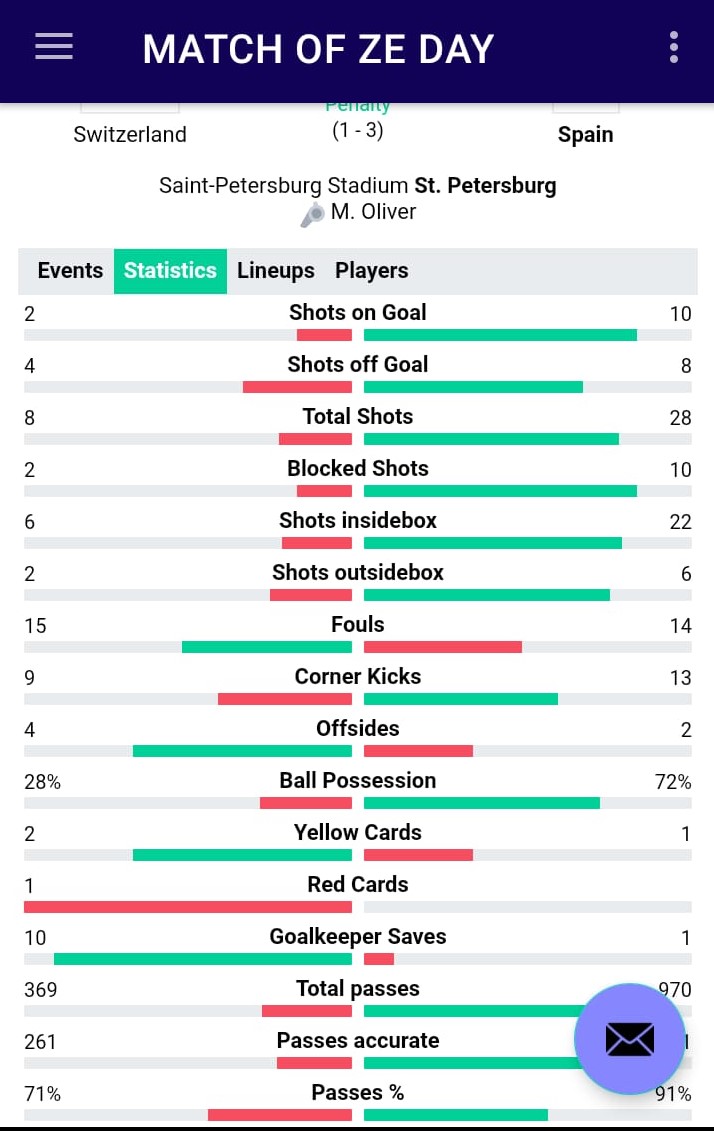 MATCH OF ZE DAY
Penalty
Switzerland (1 - 3) Spain
Saint-Petersburg Stadium St. Petersburg
M. Oliver
Events Statistics Lineups Players
2 Shots on Goal 10
4 Shots off Goal 8
8 Total Shots 28
2 Blocked Shots 10
6 Shots insidebox 22
2 Shots outsidebox 6
15 Fouls 14
9 Corner Kicks 13
4 Offsides 2
28% Ball Possession 72%
2 Yellow Cards 1
1 Red Cards
10 Goalkeeper Saves 1
369 Total passes 970
261 Passes accurate
71% Passes % 91%